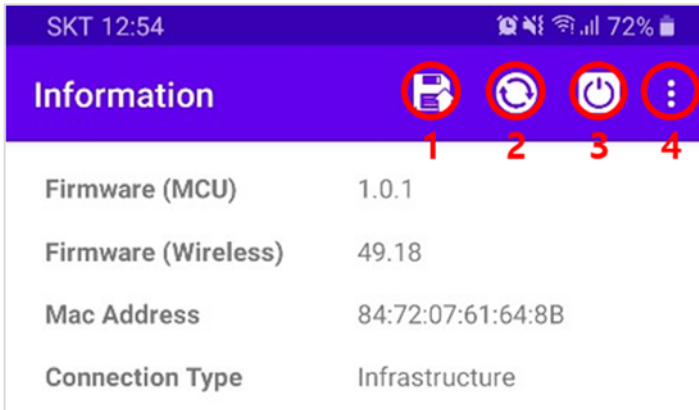 SKT 12:54 72%
Information
1 2 3 4
Firmware (MCU) 1.0.1
Firmware (Wireless) 49.18
Mac Address 84:72:07:61:64:8B
Connection Type Infrastructure